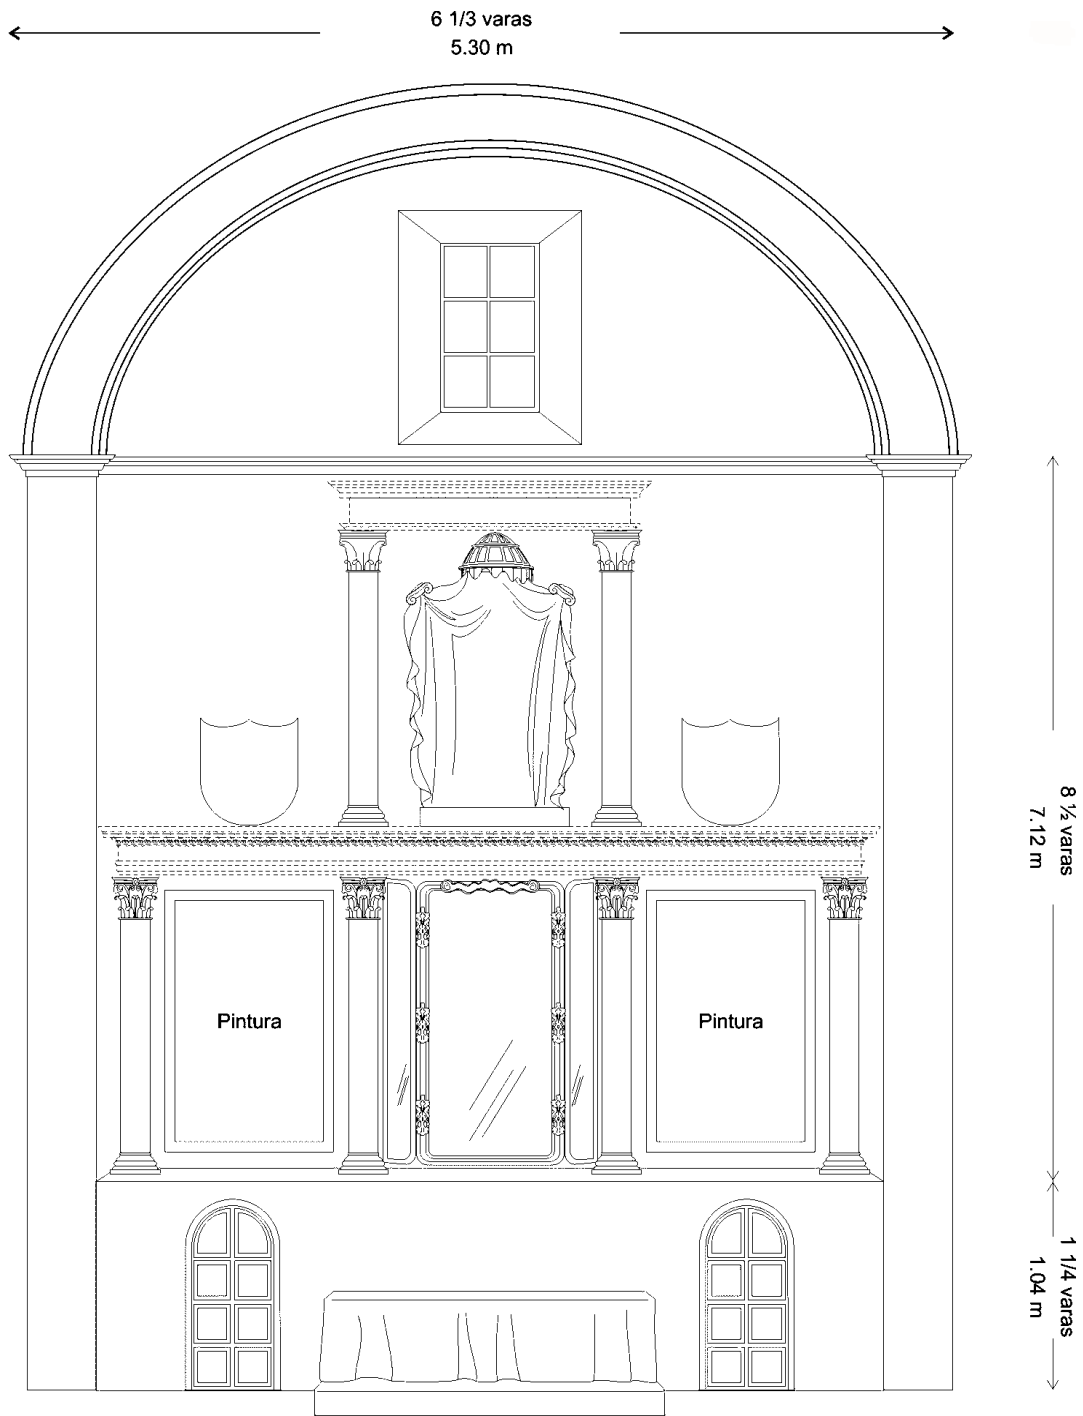 6 1/3 varas
5.30 m
8 ½ varas
7.12 m
Pintura
Pintura
1 1/4 varas
1.04 m